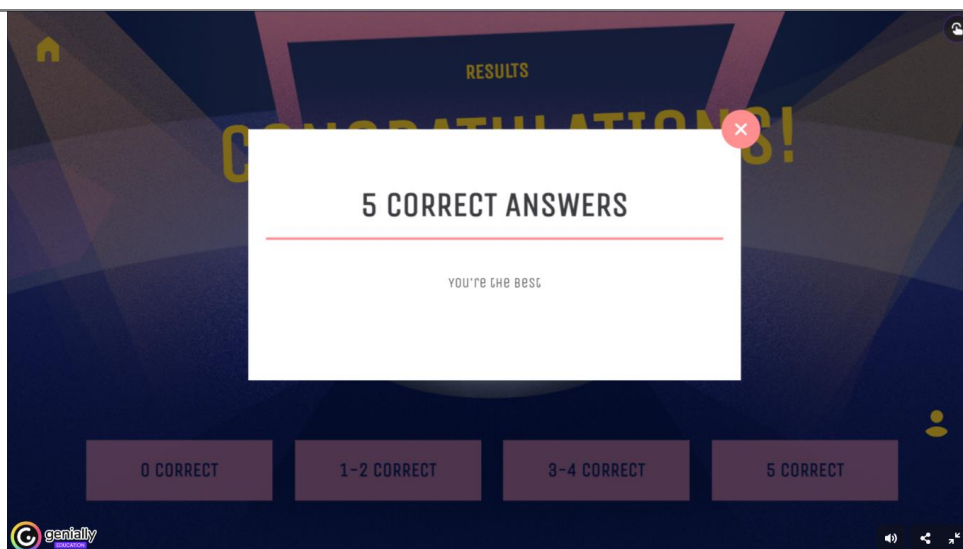 RESULTS
CONGRATULATIONS!
5 CORRECT ANSWERS
You're the best
0 CORRECT
1-2 CORRECT
3-4 CORRECT
5 CORRECT
genially
EDUCATION